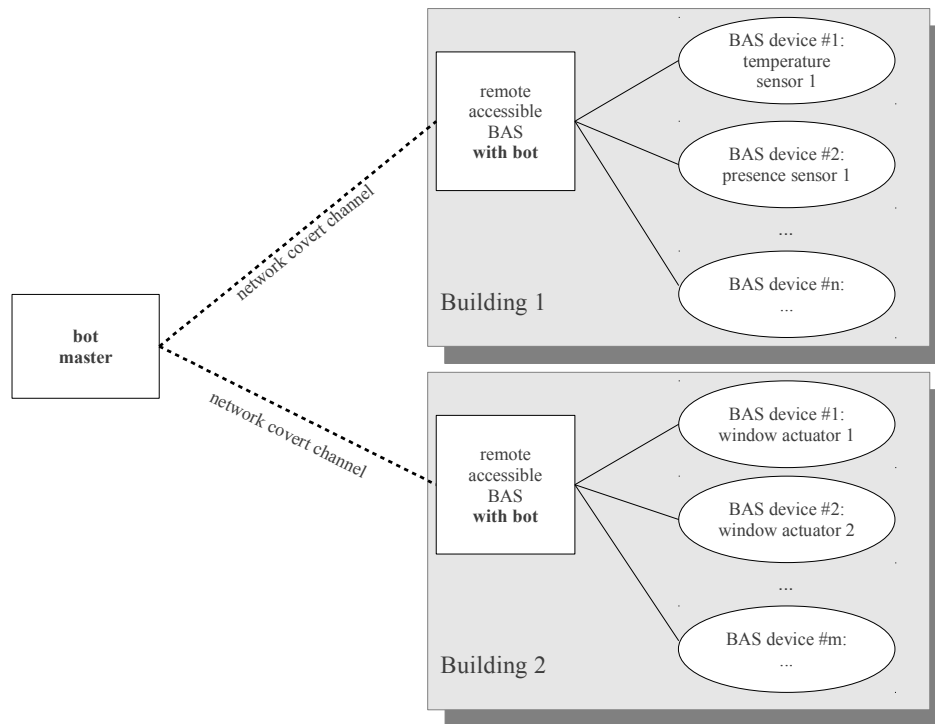 bot
master
network covert channel
network covert channel
remote
accessible
BAS
with bot
BAS device #1:
temperature
sensor 1
BAS device #2:
presence sensor 1
...
BAS device #n:
...
Building 1
remote
accessible
BAS
with bot
BAS device #1:
window actuator 1
BAS device #2:
window actuator 2
...
BAS device #m:
...
Building 2